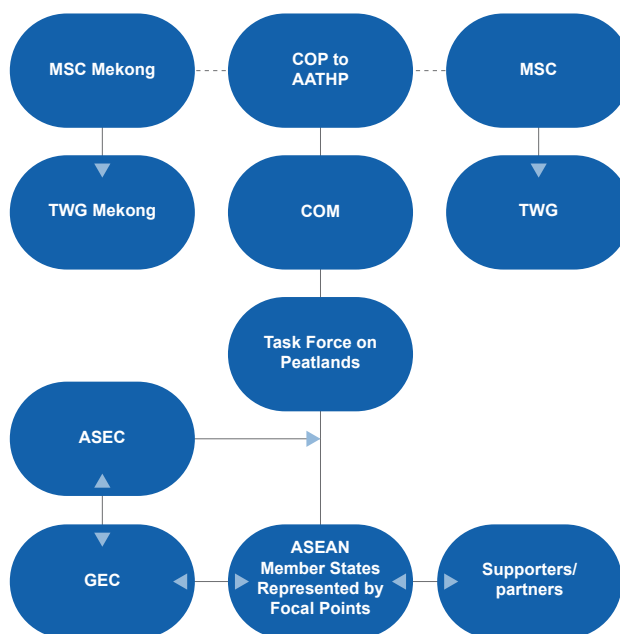 MSC Mekong
COP to
AATHP
MSC
TWG Mekong
COM
TWG
Task Force on
Peatlands
ASEC
GEC
ASEAN
Member States
Represented by
Focal Points
Supporters/
partners